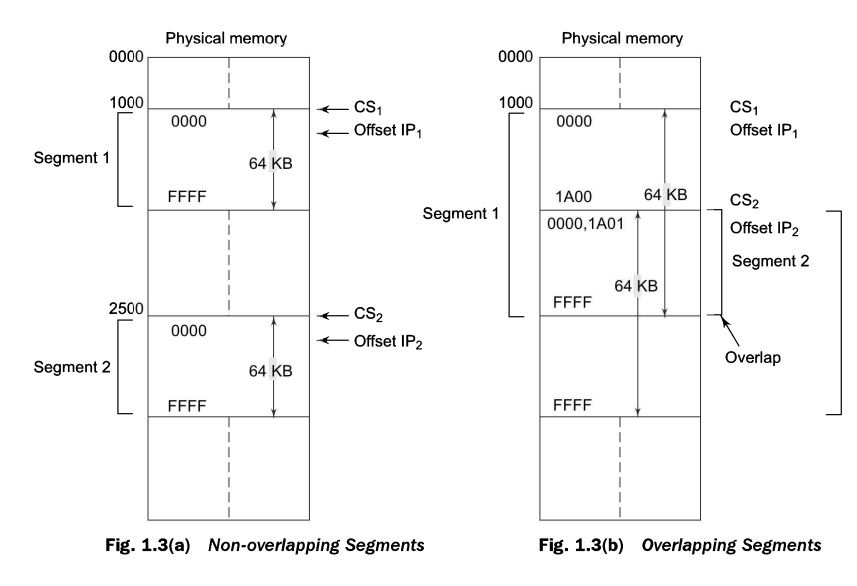 Physical memory
0000
1000
CS₁
0000
Offset IP₁
Segment 1
64 KB
FFFF
2500
CS₂
0000
Offset IP₂
Segment 2
64 KB
FFFF
Fig. 1.3(a) Non-overlapping Segments
Physical memory
0000
1000
CS₁
0000
Offset IP₁
1A00
64 KB
CS₂
Segment 1
0000,1A01
Offset IP₂
Segment 2
64 KB
FFFF
Overlap
FFFF
Fig. 1.3(b) Overlapping Segments